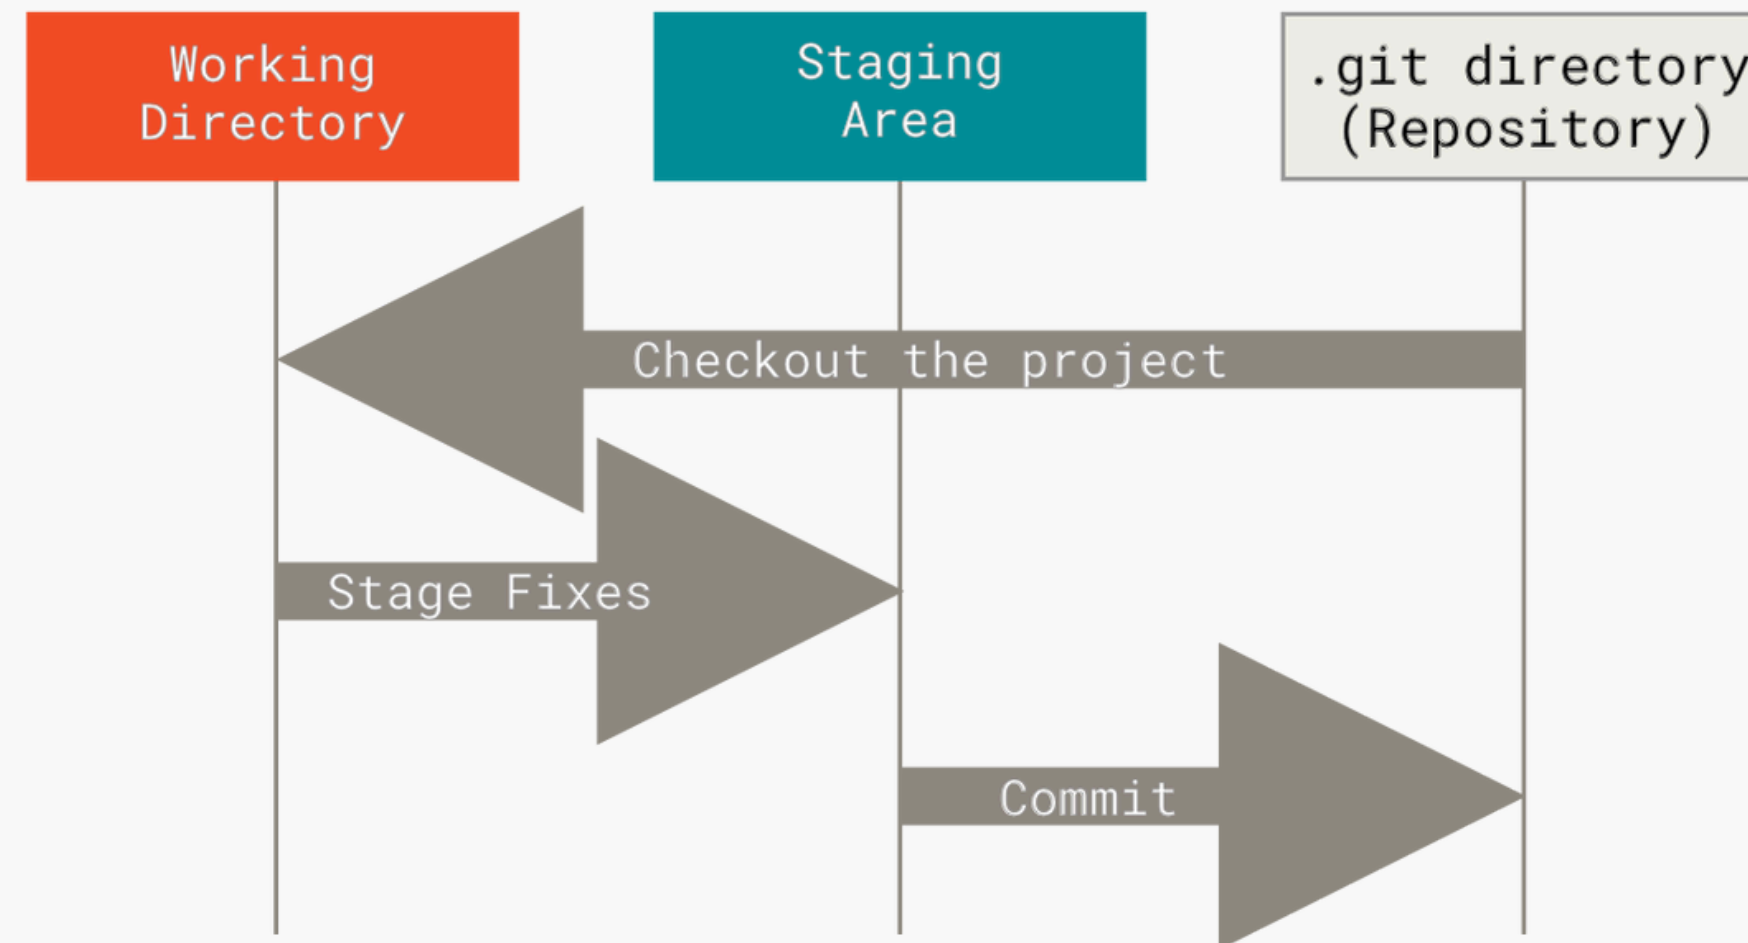 Working
Directory
Staging
Area
.git directory
(Repository)
Checkout the project
Stage Fixes
Commit